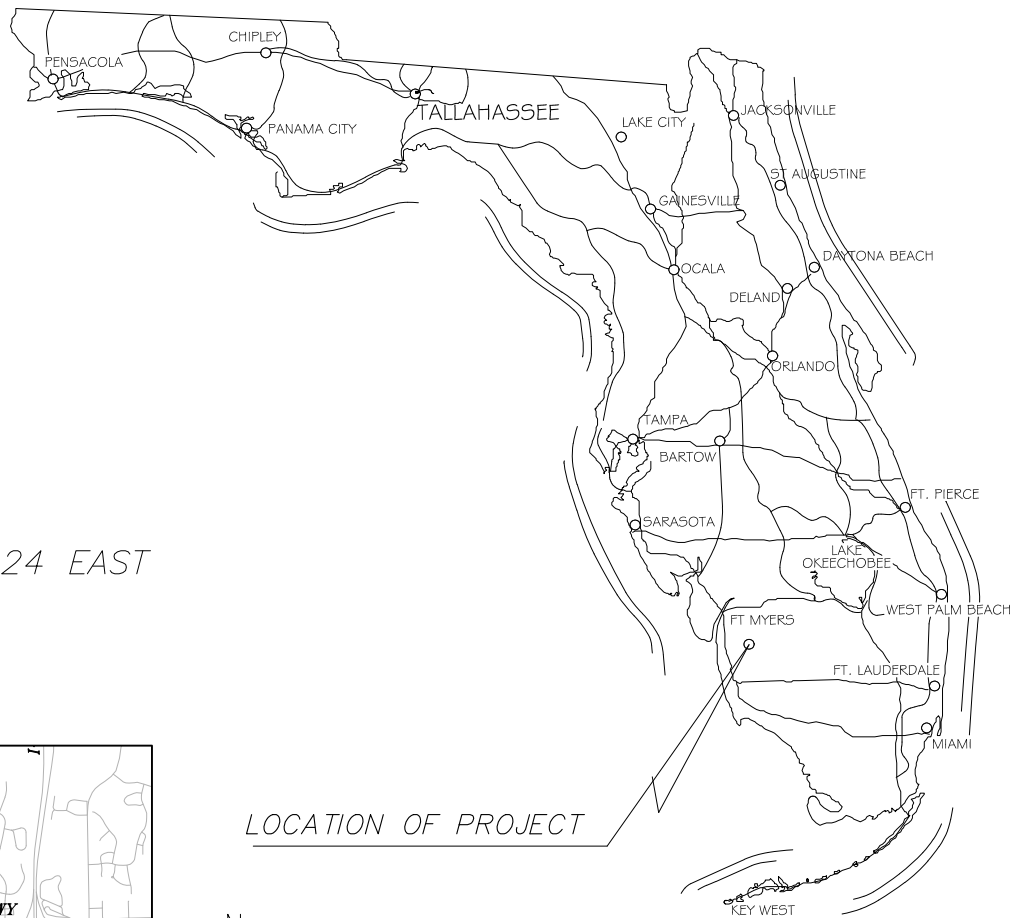 CHIPLEY
PENSACOLA
TALLAHASSEE
JACKSONVILLE
LAKE CITY
PANAMA CITY
ST AUGUSTINE
GAINESVILLE
DAYTONA BEACH
OCALA
DELAND
ORLANDO
TAMPA
BARTOW
FT. PIERCE
SARASOTA
24 EAST
LAKE
OKEECHOBEE
WEST PALM BEACH
FT MYERS
FT. LAUDERDALE
MIAMI
LOCATION OF PROJECT
KEY WEST